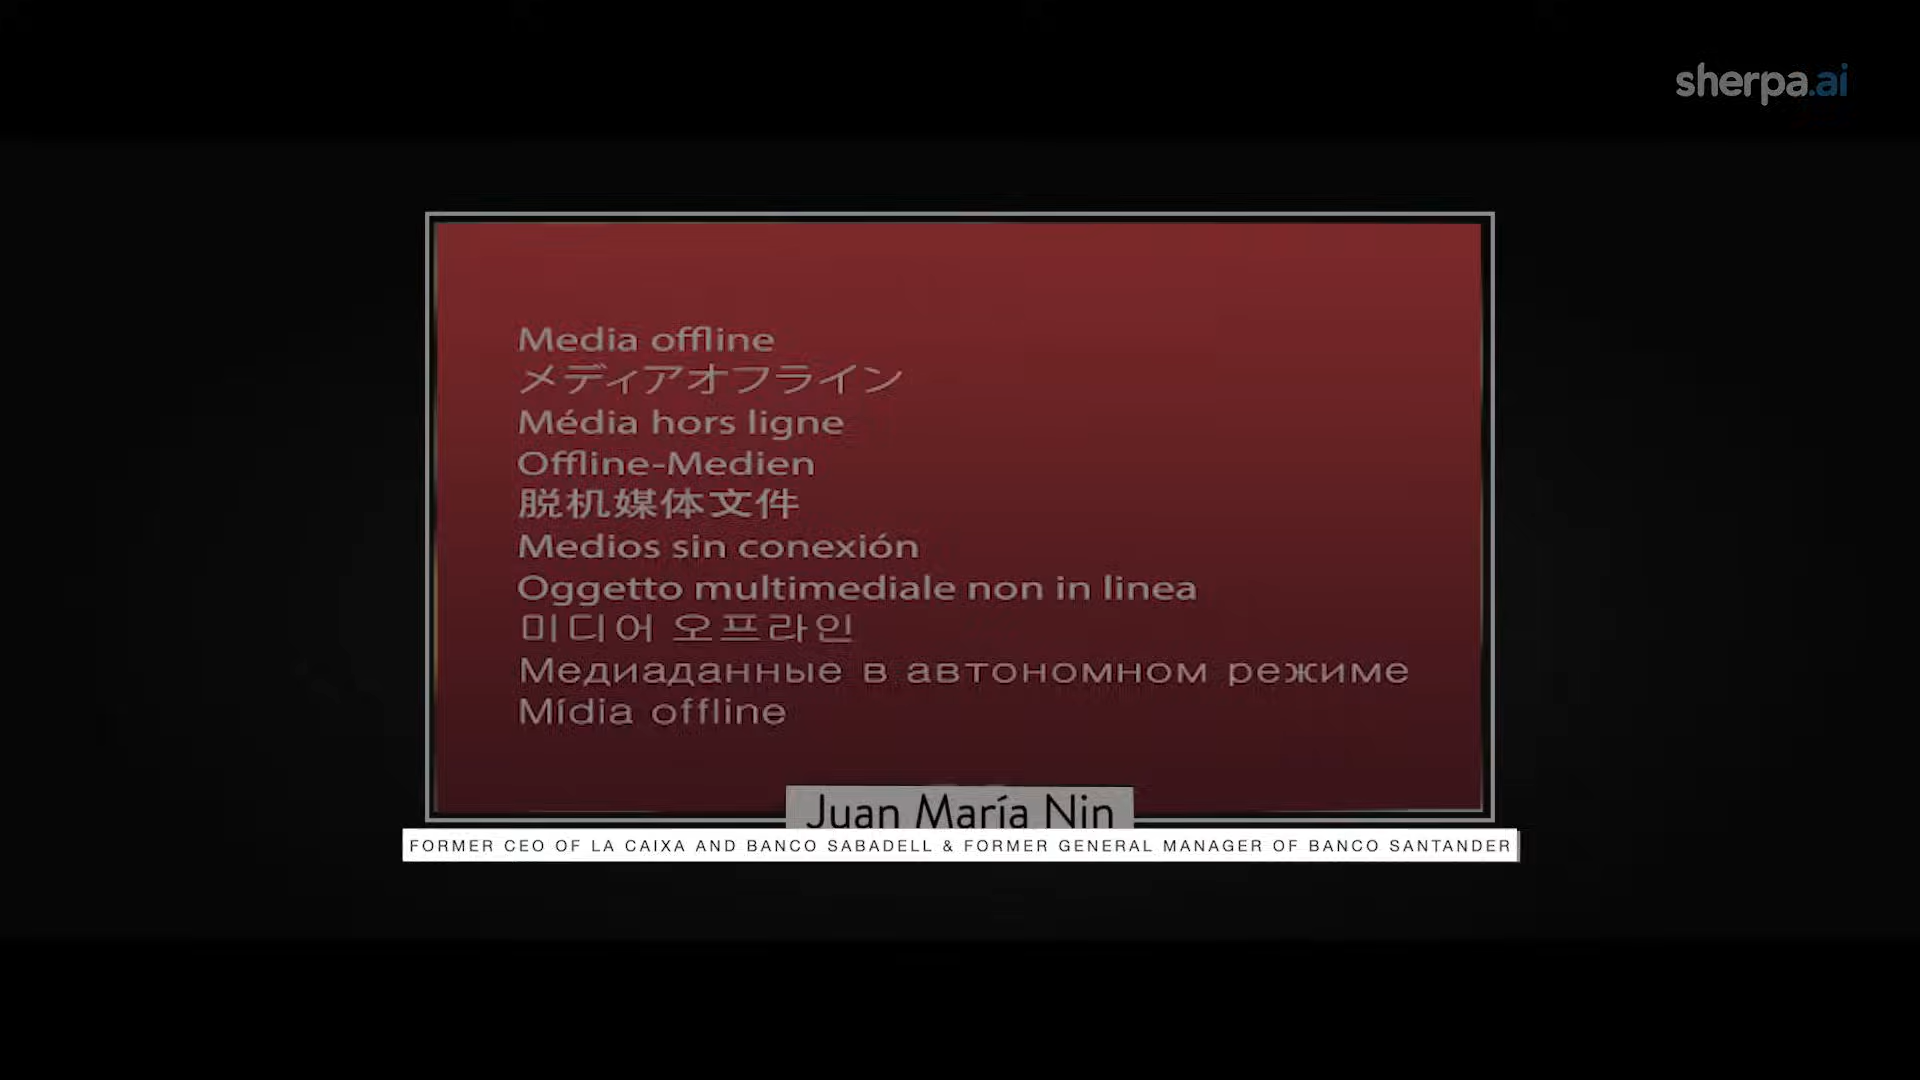 sherpa.ai
Media offline
メディアオフライン
Média hors ligne
Offline-Medien
脱机媒体文件
Medios sin conexión
Oggetto multimediale non in linea
미디어 오프라인
Медиаданные в автономном режиме
Mídia offline
Juan María Nin
FORMER CEO OF LA CAIXA AND BANCO SABADELL & FORMER GENERAL MANAGER OF BANCO SANTANDER